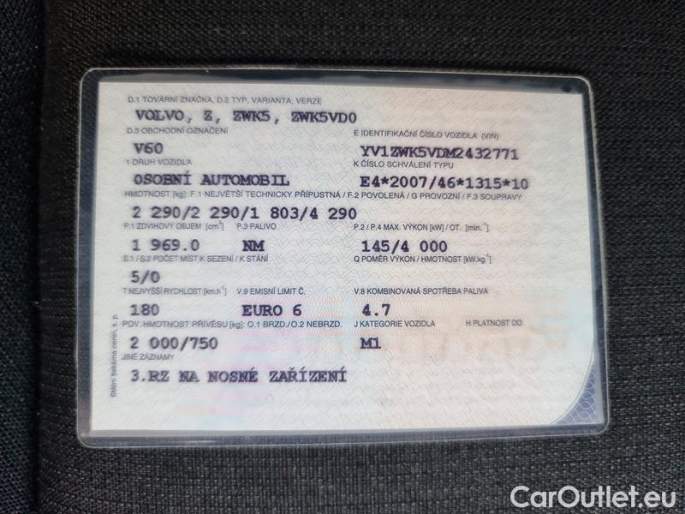 D.1 TOVÁRNÍ ZNAČKA, D.2 TYP, VARIANTA, VERZE
VOLVO, Z, ZWK5, ZWK5VD0
D.3 OBCHODNÍ OZNAČENÍ E IDENTIFIKAČNÍ ČÍSLO VOZIDLA (VIN)
V60 YV1ZWK5VDM2432771
1 DRUH VOZIDLA K ČÍSLO SCHVÁLENÍ TYPU
OSOBNÍ AUTOMOBIL E4*2007/46*1315*10
HMOTNOST [kg]: F.1 NEJVĚTŠÍ TECHNICKY PŘÍPUSTNÁ / F.2 POVOLENÁ / G PROVOZNÍ / F.3 SOUPRAVY
2 290/2 290/1 803/4 290
P.1 ZDVIHOVÝ OBJEM [cm³] P.3 PALIVO P.2 / P.4 MAX. VÝKON [kW] / OT. [min.⁻¹]
1 969.0 NM 145/4 000
S.1 / S.2 POČET MÍST K SEZENÍ / K STÁNÍ Q POMĚR VÝKON / HMOTNOST [kW.kg⁻¹]
5/0
T NEJVYŠŠÍ RYCHLOST [km.h⁻¹] V.9 EMISNÍ LIMIT Č. V.8 KOMBINOVANÁ SPOTŘEBA PALIVA
180 EURO 6 4.7
POV. HMOTNOST PŘÍVĚSU [kg]: O.1 BRZD./O.2 NEBRZD. J KATEGORIE VOZIDLA H PLATNOST DO
2 000/750 M1
JINÉ ZÁZNAMY
3.RZ NA NOSNÉ ZAŘÍZENÍ
CarOutlet.eu